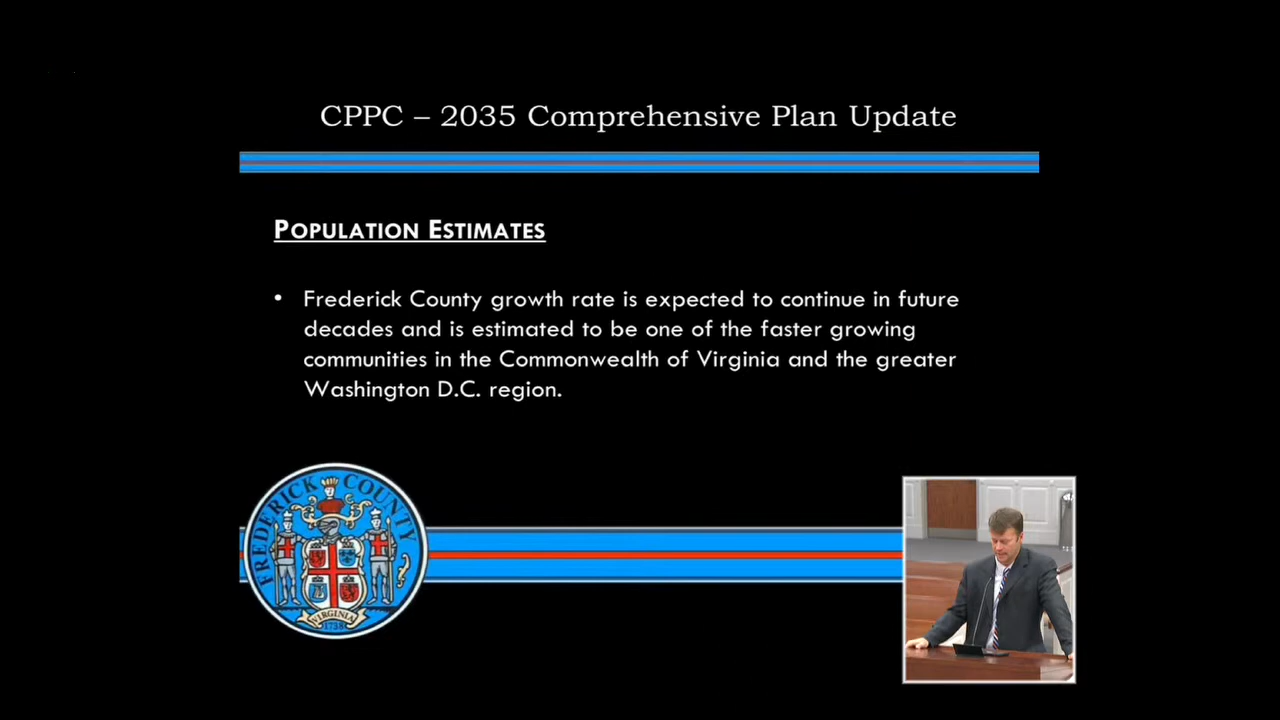 CPPC – 2035 Comprehensive Plan Update
POPULATION ESTIMATES
• Frederick County growth rate is expected to continue in future
decades and is estimated to be one of the faster growing
communities in the Commonwealth of Virginia and the greater
Washington D.C. region.
FREDERICK COUNTY
VIRGINIA
1738